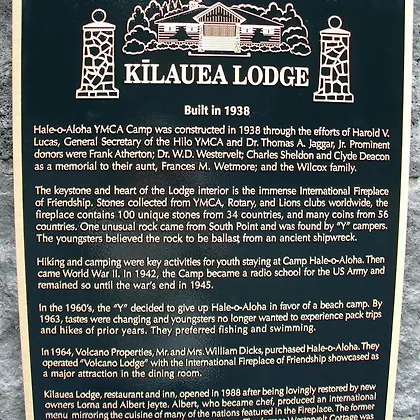 KĪLAUEA LODGE
Built in 1938
Hale-o-Aloha YMCA Camp was constructed in 1938 through the efforts of Harold V.
Lucas, General Secretary of the Hilo YMCA and Dr. Thomas A. Jaggar, Jr. Prominent
donors were Frank Atherton; Dr. W.D. Westervelt; Charles Sheldon and Clyde Deacon
as a memorial to their aunt, Frances M. Wetmore; and the Wilcox family.
The keystone and heart of the Lodge interior is the immense International Fireplace
of Friendship. Stones collected from YMCA, Rotary, and Lions clubs worldwide, the
fireplace contains 100 unique stones from 34 countries, and many coins from 56
countries. One unusual rock came from South Point and was found by "Y" campers.
The youngsters believed the rock to be ballast from an ancient shipwreck.
Hiking and camping were key activities for youth staying at Camp Hale-o-Aloha. Then
came World War II. In 1942, the Camp became a radio school for the US Army and
remained so until the war's end in 1945.
In the 1960's, the "Y" decided to give up Hale-o-Aloha in favor of a beach camp. By
1963, tastes were changing and youngsters no longer wanted to experience pack trips
and hikes of prior years. They preferred fishing and swimming.
In 1964, Volcano Properties, Mr. and Mrs. William Dicks, purchased Hale-o-Aloha. They
operated "Volcano Lodge" with the International Fireplace of Friendship showcased as
a major attraction in the dining room.
Kilauea Lodge, restaurant and inn, opened in 1988 after being lovingly restored by new
owners Lorna and Albert Jeyte. Albert, who became chef, produced an international
menu mirroring the cuisine of many of the nations featured in the Fireplace. The former
Westervelt Cottage was